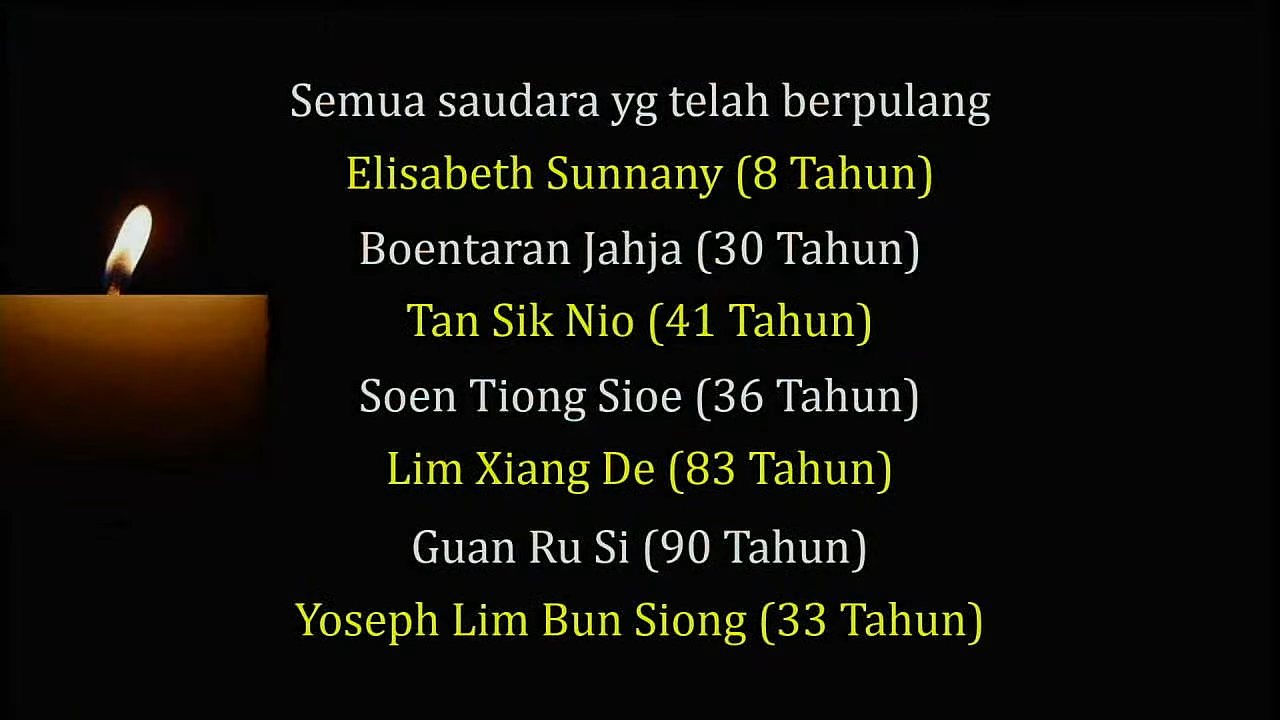 Semua saudara yg telah berpulang
Elisabeth Sunnany (8 Tahun)
Boentaran Jahja (30 Tahun)
Tan Sik Nio (41 Tahun)
Soen Tiong Sioe (36 Tahun)
Lim Xiang De (83 Tahun)
Guan Ru Si (90 Tahun)
Yoseph Lim Bun Siong (33 Tahun)